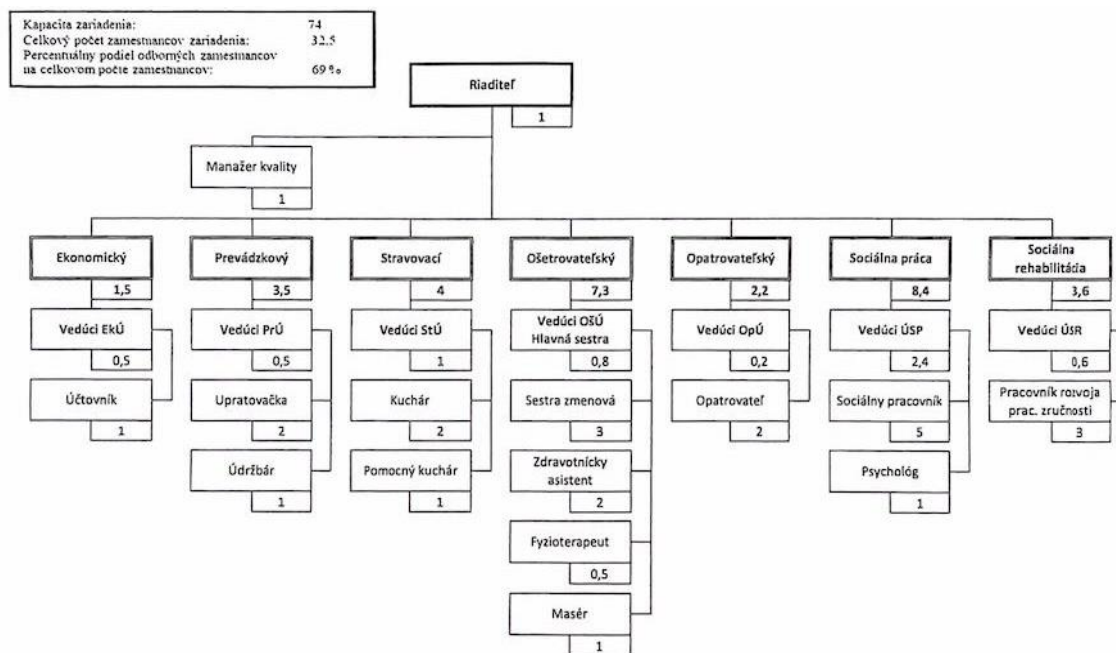 Kapacita zariadenia: 74
Celkový počet zamestnancov zariadenia: 32,5
Percentuálny podiel odborných zamestnancov
na celkovom počte zamestnancov: 69 %
Riaditeľ
1
Manažer kvality
1
Ekonomický
1,5
Vedúci EkÚ
0,5
Účtovník
1
Prevádzkový
3,5
Vedúci PrÚ
0,5
Upratovačka
2
Údržbár
1
Stravovací
4
Vedúci StÚ
1
Kuchár
2
Pomocný kuchár
1
Ošetrovateľský
7,3
Vedúci OšÚ
Hlavná sestra
0,8
Sestra zmenová
3
Zdravotnícky
asistent
2
Fyzioterapeut
0,5
Masér
1
Opatrovateľský
2,2
Vedúci OpÚ
0,2
Opatrovateľ
2
Sociálna práca
8,4
Vedúci ÚSP
2,4
Sociálny pracovník
5
Psychológ
1
Sociálna
rehabilitácia
3,6
Vedúci ÚSR
0,6
Pracovník rozvoja
prac. zručnosti
3